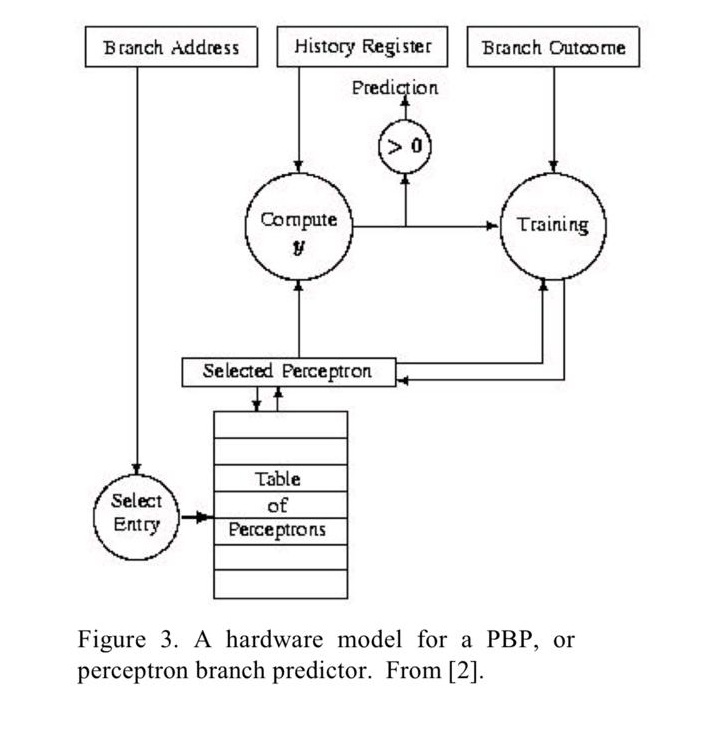 Branch Address
History Register
Branch Outcome
Prediction
> 0
Compute
y
Training
Selected Perceptron
Select
Entry
Table
of
Perceptrons
Figure 3. A hardware model for a PBP, or
perceptron branch predictor. From [2].